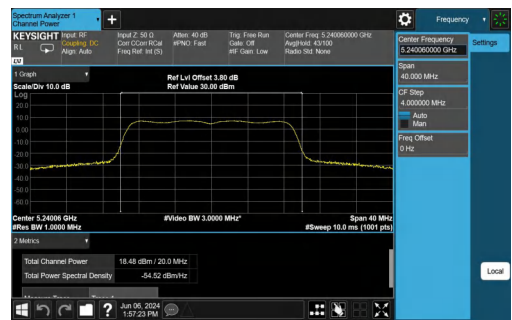 Spectrum Analyzer 1
Channel Power
+
Frequency
KEYSIGHT
RL
LXI
Input: RF
Coupling: DC
Align: Auto
Input Z: 50 Ω
Corr CCorr RCal
Freq Ref: Int (S)
Atten: 40 dB
#PNO: Fast
Trig: Free Run
Gate: Off
#IF Gain: Low
Center Freq: 5.240060000 GHz
Avg|Hold: 43/100
Radio Std: None
Center Frequency
5.240060000 GHz
Settings
Span
40.000 MHz
CF Step
4.000000 MHz
Auto
Man
Freq Offset
0 Hz
1 Graph
Scale/Div 10.0 dB
Ref Lvl Offset 3.80 dB
Ref Value 30.00 dBm
Log
20.0
10.0
0.00
-10.0
-20.0
-30.0
-40.0
-50.0
-60.0
Center 5.24006 GHz
#Video BW 3.0000 MHz*
Span 40 MHz
#Res BW 1.0000 MHz
#Sweep 10.0 ms (1001 pts)
2 Metrics
Total Channel Power 18.48 dBm / 20.0 MHz
Total Power Spectral Density -54.52 dBm/Hz
Local
?
Jun 06, 2024
1:57:23 PM